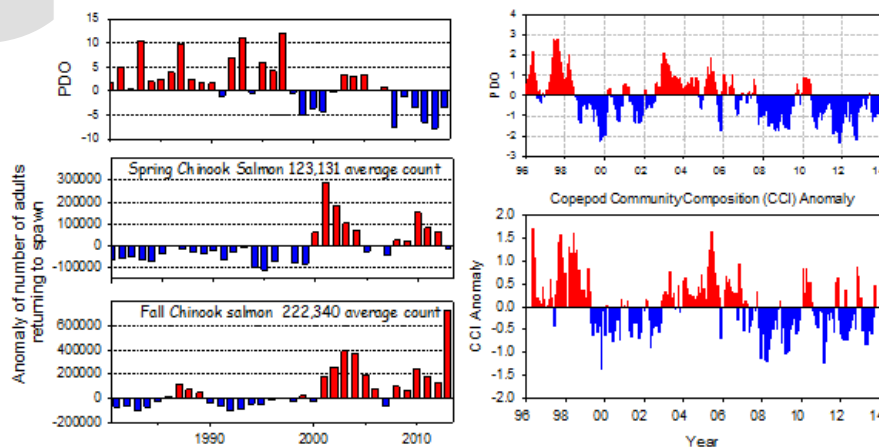 15
10
5
0
-5
-10
PDO
Spring Chinook Salmon 123,131 average count
300000
200000
100000
0
-100000
Fall Chinook salmon 222,340 average count
600000
400000
200000
0
-200000
Anomaly of number of adults
returning to spawn
1990 2000 2010
4
3
2
1
0
-1
-2
-3
PDO
96 98 00 02 04 06 08 10 12 14
Copepod Community Composition (CCI) Anomaly
2.0
1.5
1.0
0.5
0.0
-0.5
-1.0
-1.5
-2.0
CCI Anomaly
96 98 00 02 04 06 08 10 12 14
Year